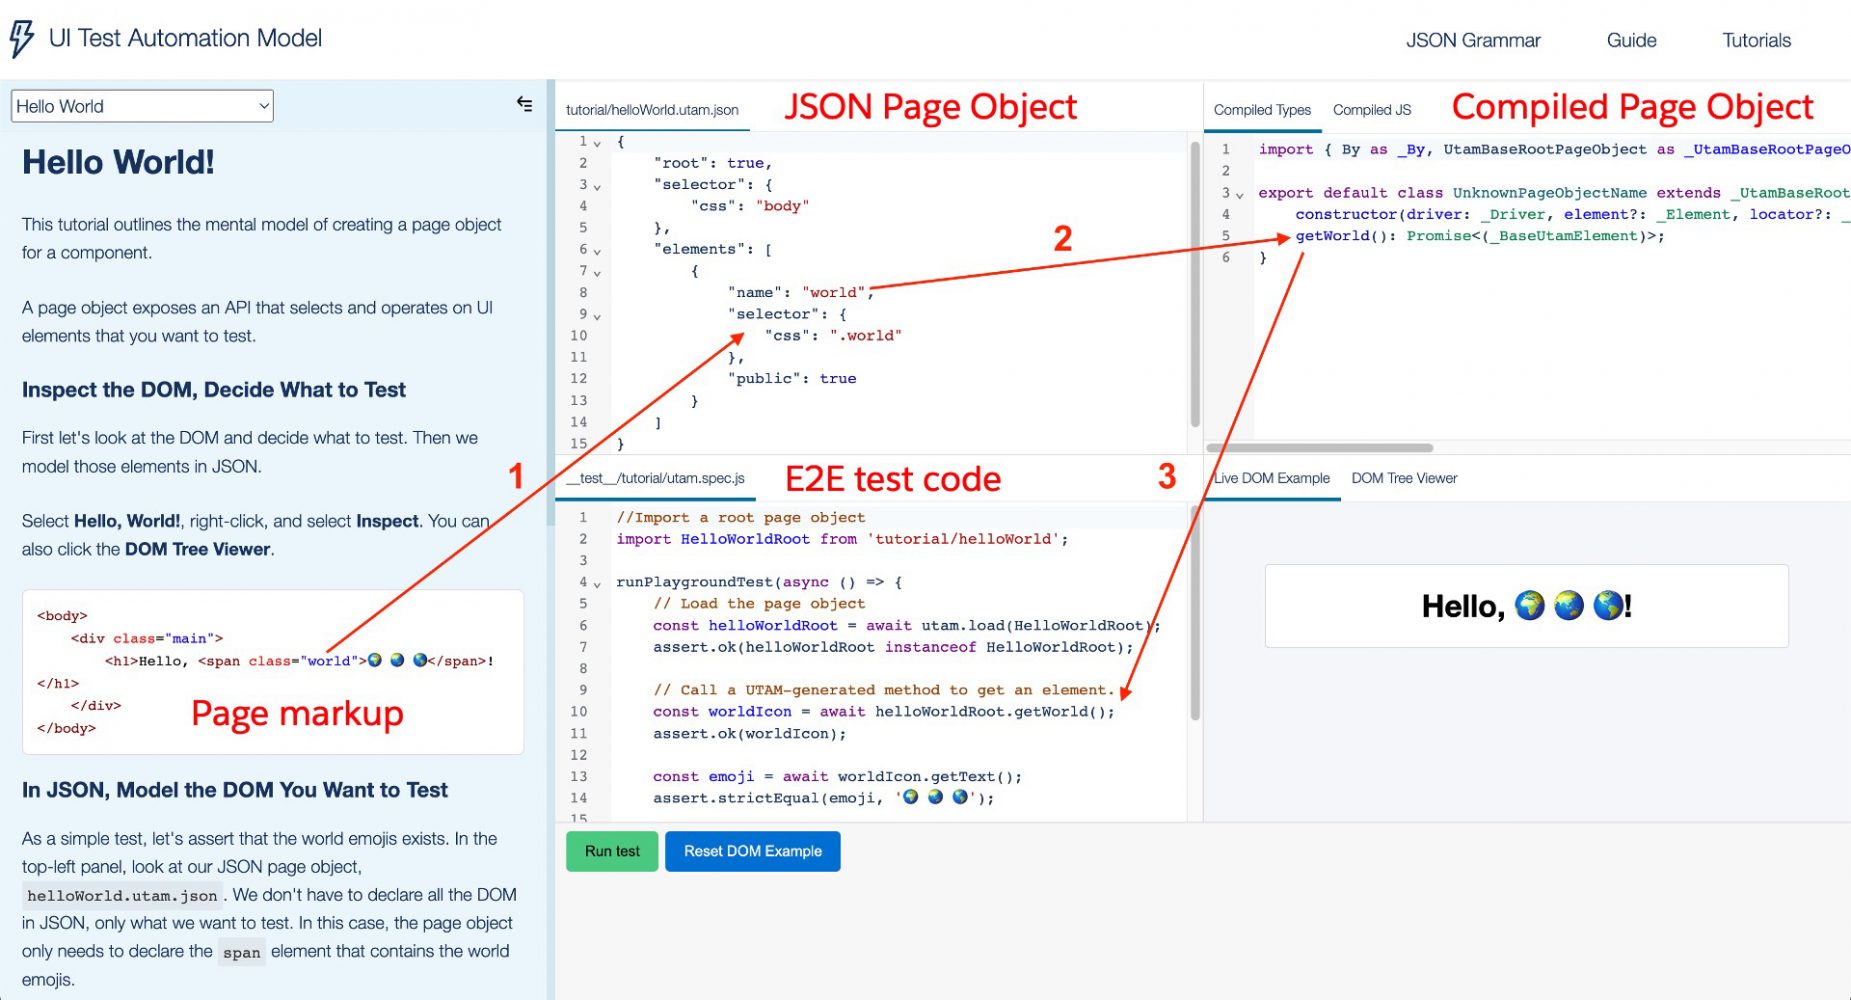 UI Test Automation Model
JSON Grammar
Guide
Tutorials
Hello World
Hello World!
This tutorial outlines the mental model of creating a page object
for a component.
A page object exposes an API that selects and operates on UI
elements that you want to test.
Inspect the DOM, Decide What to Test
First let's look at the DOM and decide what to test. Then we
model those elements in JSON.
Select Hello, World!, right-click, and select Inspect. You can
also click the DOM Tree Viewer.
<body>
<div class="main">
<h1>Hello, <span class="world">🌍 🌏 🌎</span>!
</h1>
</div>
</body>
Page markup
In JSON, Model the DOM You Want to Test
As a simple test, let's assert that the world emojis exists. In the
top-left panel, look at our JSON page object,
helloWorld.utam.json. We don't have to declare all the DOM
in JSON, only what we want to test. In this case, the page object
only needs to declare the span element that contains the world
emojis.
1
tutorial/helloWorld.utam.json
JSON Page Object
1 {
2 "root": true,
3 "selector": {
4 "css": "body"
5 },
6 "elements": [
7 {
8 "name": "world",
9 "selector": {
10 "css": ".world"
11 },
12 "public": true
13 }
14 ]
15 }
2
Compiled Types
Compiled JS
Compiled Page Object
1 import { By as _By, UtamBaseRootPageObject as _UtamBaseRootPageO
2
3 export default class UnknownPageObjectName extends _UtamBaseRoot
4 constructor(driver: _Driver, element?: _Element, locator?: _
5 getWorld(): Promise<(_BaseUtamElement)>;
6 }
__test__/tutorial/utam.spec.js
E2E test code
3
1 //Import a root page object
2 import HelloWorldRoot from 'tutorial/helloWorld';
3
4 runPlaygroundTest(async () => {
5 // Load the page object
6 const helloWorldRoot = await utam.load(HelloWorldRoot);
7 assert.ok(helloWorldRoot instanceof HelloWorldRoot);
8
9 // Call a UTAM-generated method to get an element.
10 const worldIcon = await helloWorldRoot.getWorld();
11 assert.ok(worldIcon);
12
13 const emoji = await worldIcon.getText();
14 assert.strictEqual(emoji, '🌍 🌏 🌎');
15
Run test
Reset DOM Example
Live DOM Example
DOM Tree Viewer
Hello, 🌍 🌏 🌎!